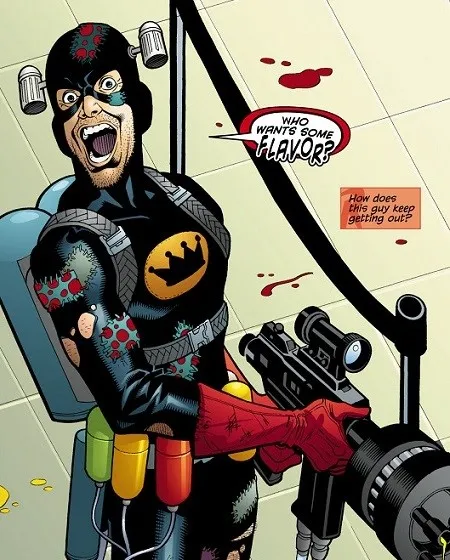 WHO
WANTS SOME
FLAVOR?
How does
this guy keep
getting out?